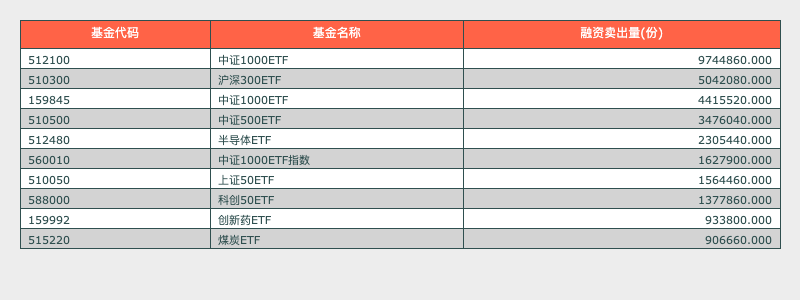 基金代码 基金名称 融资卖出量(份)
512100 中证1000ETF 9744860.000
510300 沪深300ETF 5042080.000
159845 中证1000ETF 4415520.000
510500 中证500ETF 3476040.000
512480 半导体ETF 2305440.000
560010 中证1000ETF指数 1627900.000
510050 上证50ETF 1564460.000
588000 科创50ETF 1377860.000
159992 创新药ETF 933800.000
515220 煤炭ETF 906660.000